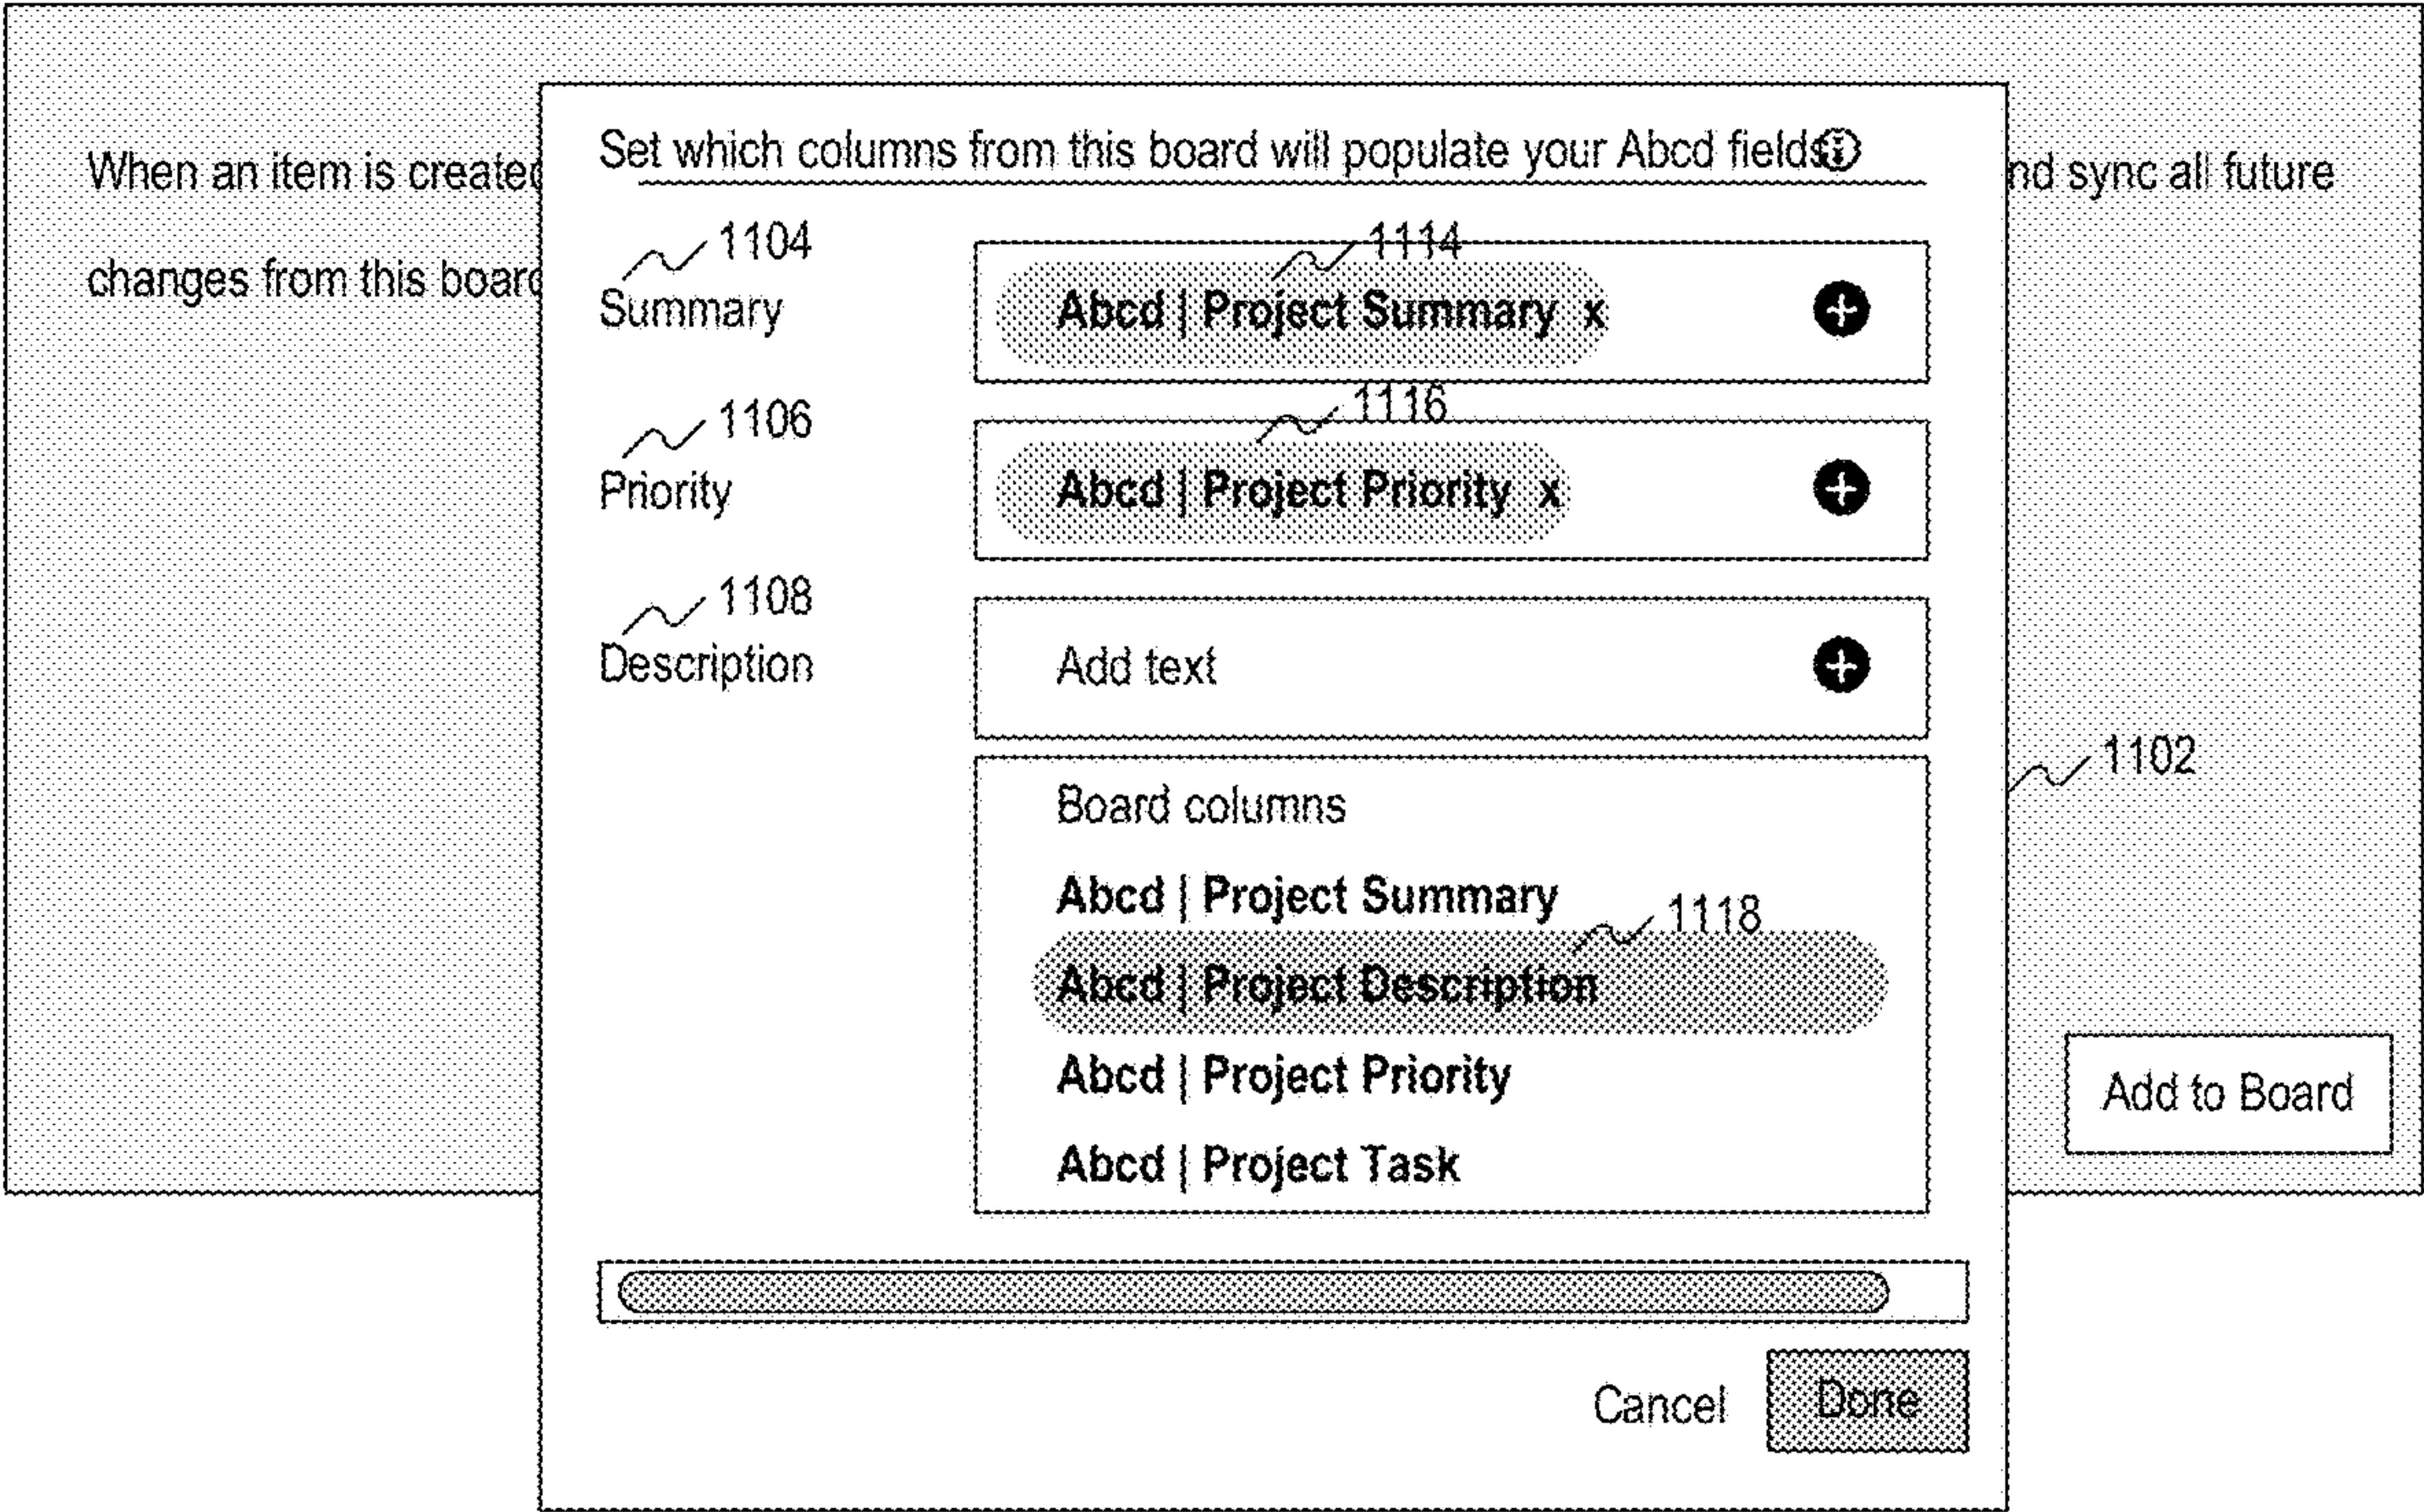 Set which columns from this board will populate your Abcd fields
When an item is created
nd sync all future
changes from this board
1104
1114
Summary
Abcd | Project Summary x
1106
1116
Priority
Abcd | Project Priority x
1108
Description
Add text
1102
Board columns
Abcd | Project Summary
1118
Abcd | Project Description
Abcd | Project Priority
Add to Board
Abcd | Project Task
Cancel
Done